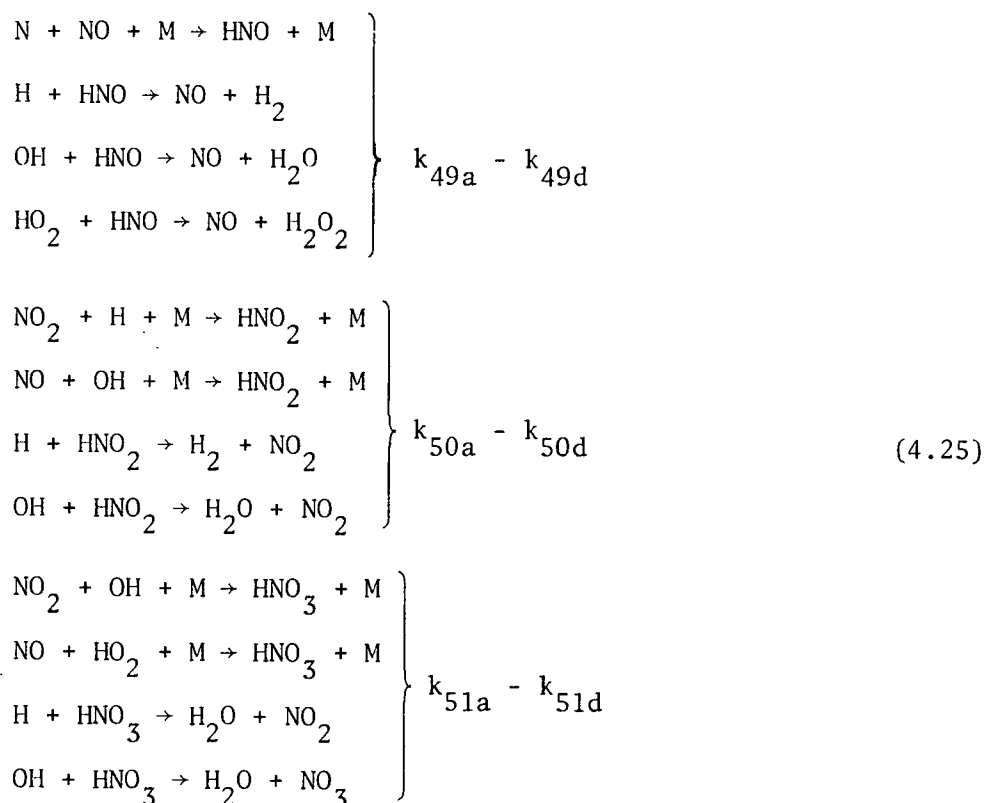 N + NO + M → HNO + M
H + HNO → NO + H₂
OH + HNO → NO + H₂O
HO₂ + HNO → NO + H₂O₂
k₄₉ₐ - k₄₉d
NO₂ + H + M → HNO₂ + M
NO + OH + M → HNO₂ + M
H + HNO₂ → H₂ + NO₂
OH + HNO₂ → H₂O + NO₂
k₅₀ₐ - k₅₀d
(4.25)
NO₂ + OH + M → HNO₃ + M
NO + HO₂ + M → HNO₃ + M
H + HNO₃ → H₂O + NO₂
OH + HNO₃ → H₂O + NO₃
k₅₁ₐ - k₅₁d